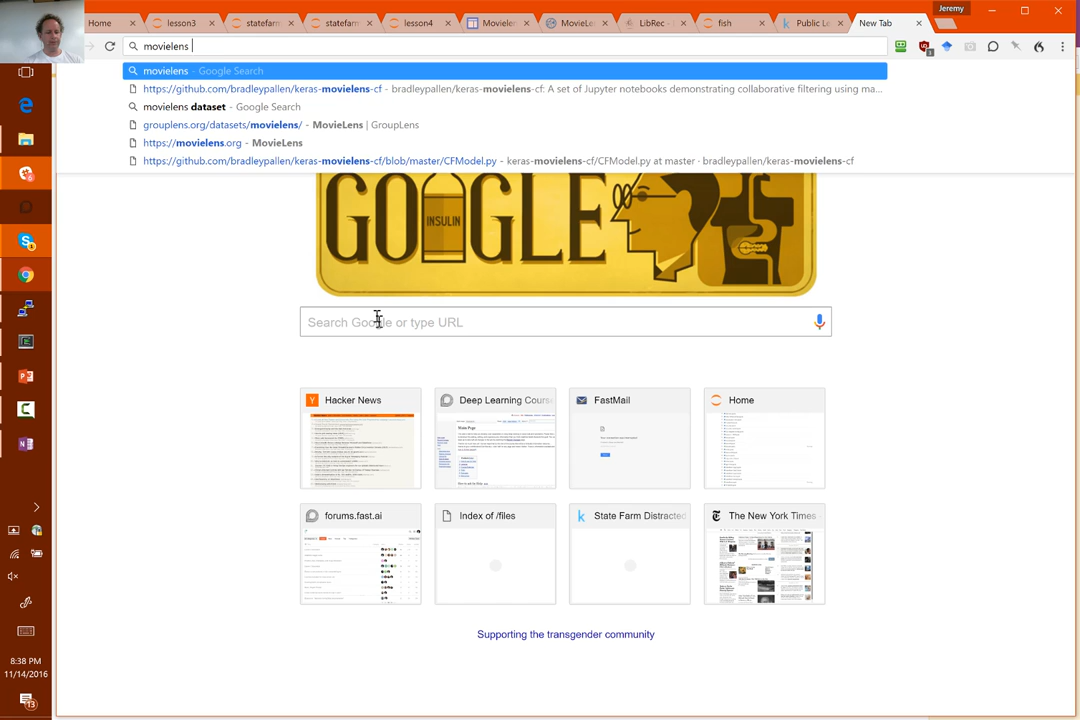 Jeremy
Home
lesson3
statefarm
statefarm
lesson4
Movielen
MovieLe
LibRec -
fish
Public Le
New Tab
movielens
movielens - Google Search
https://github.com/bradleypallen/keras-movielens-cf - bradleypallen/keras-movielens-cf: A set of Jupyter notebooks demonstrating collaborative filtering using ma...
movielens dataset - Google Search
grouplens.org/datasets/movielens/ - MovieLens | GroupLens
https://movielens.org - MovieLens
https://github.com/bradleypallen/keras-movielens-cf/blob/master/CFModel.py - keras-movielens-cf/CFModel.py at master · bradleypallen/keras-movielens-cf
GOOGLE
INSULIN
Search Google or type URL
Hacker News
Deep Learning Cours
FastMail
Home
forums.fast.ai
Index of /files
State Farm Distracted
The New York Times -
Supporting the transgender community
8:38 PM
11/14/2016
13